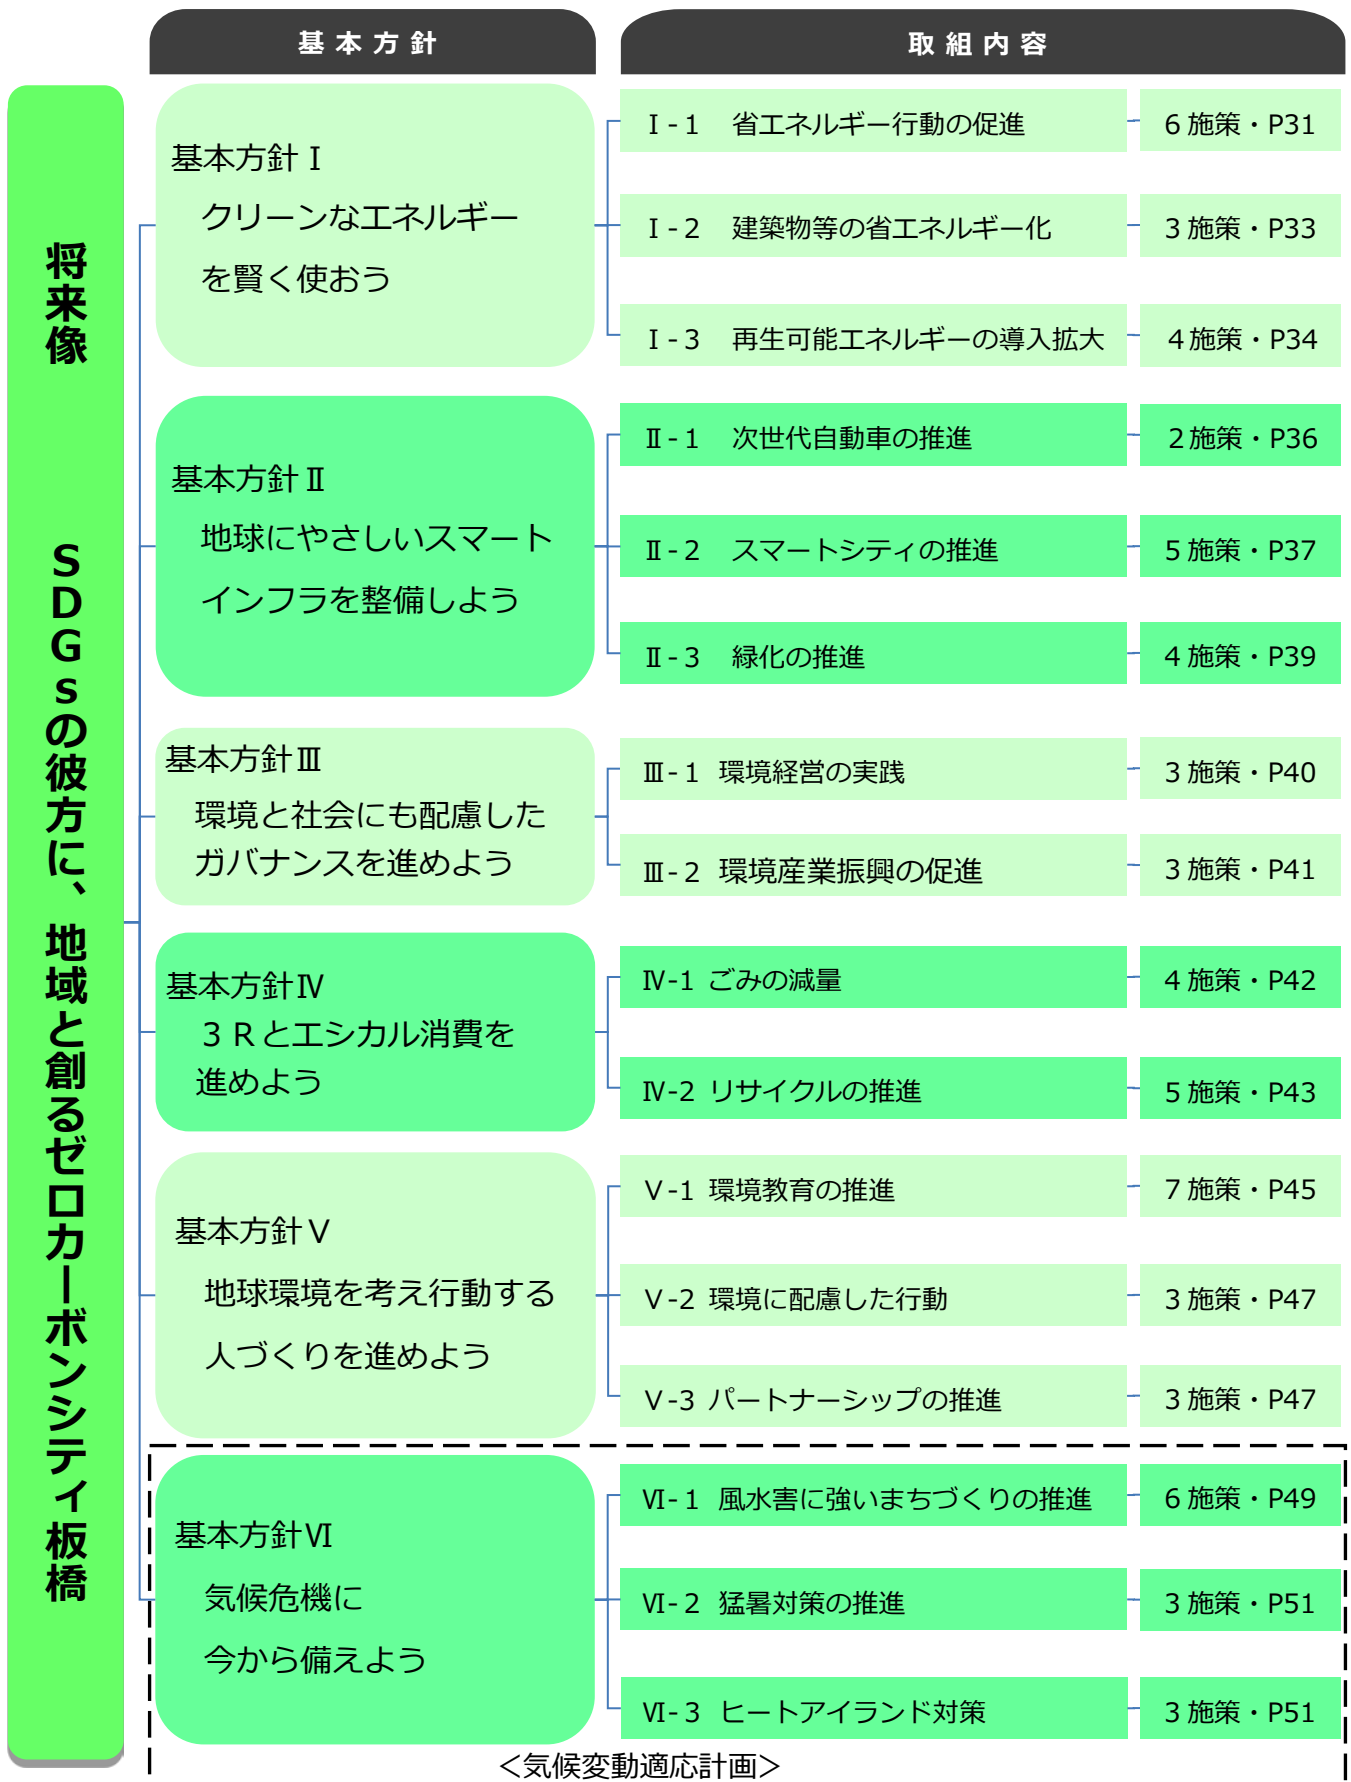 基本方針
取組内容
将来像　SDGsの彼方に、地域と創るゼロカーボンシティ板橋
基本方針Ⅰ
クリーンなエネルギー
を賢く使おう
Ⅰ-1　省エネルギー行動の促進
6施策・P31
Ⅰ-2　建築物等の省エネルギー化
3施策・P33
Ⅰ-3　再生可能エネルギーの導入拡大
4施策・P34
基本方針Ⅱ
地球にやさしいスマート
インフラを整備しよう
Ⅱ-1　次世代自動車の推進
2施策・P36
Ⅱ-2　スマートシティの推進
5施策・P37
Ⅱ-3　緑化の推進
4施策・P39
基本方針Ⅲ
環境と社会にも配慮した
ガバナンスを進めよう
Ⅲ-1 環境経営の実践
3施策・P40
Ⅲ-2 環境産業振興の促進
3施策・P41
基本方針Ⅳ
３Ｒとエシカル消費を
進めよう
Ⅳ-1 ごみの減量
4施策・P42
Ⅳ-2 リサイクルの推進
5施策・P43
基本方針Ⅴ
地球環境を考え行動する
人づくりを進めよう
Ⅴ-1 環境教育の推進
7施策・P45
Ⅴ-2 環境に配慮した行動
3施策・P47
Ⅴ-3 パートナーシップの推進
3施策・P47
基本方針Ⅵ
気候危機に
今から備えよう
Ⅵ-1 風水害に強いまちづくりの推進
6施策・P49
Ⅵ-2 猛暑対策の推進
3施策・P51
Ⅵ-3 ヒートアイランド対策
3施策・P51
＜気候変動適応計画＞